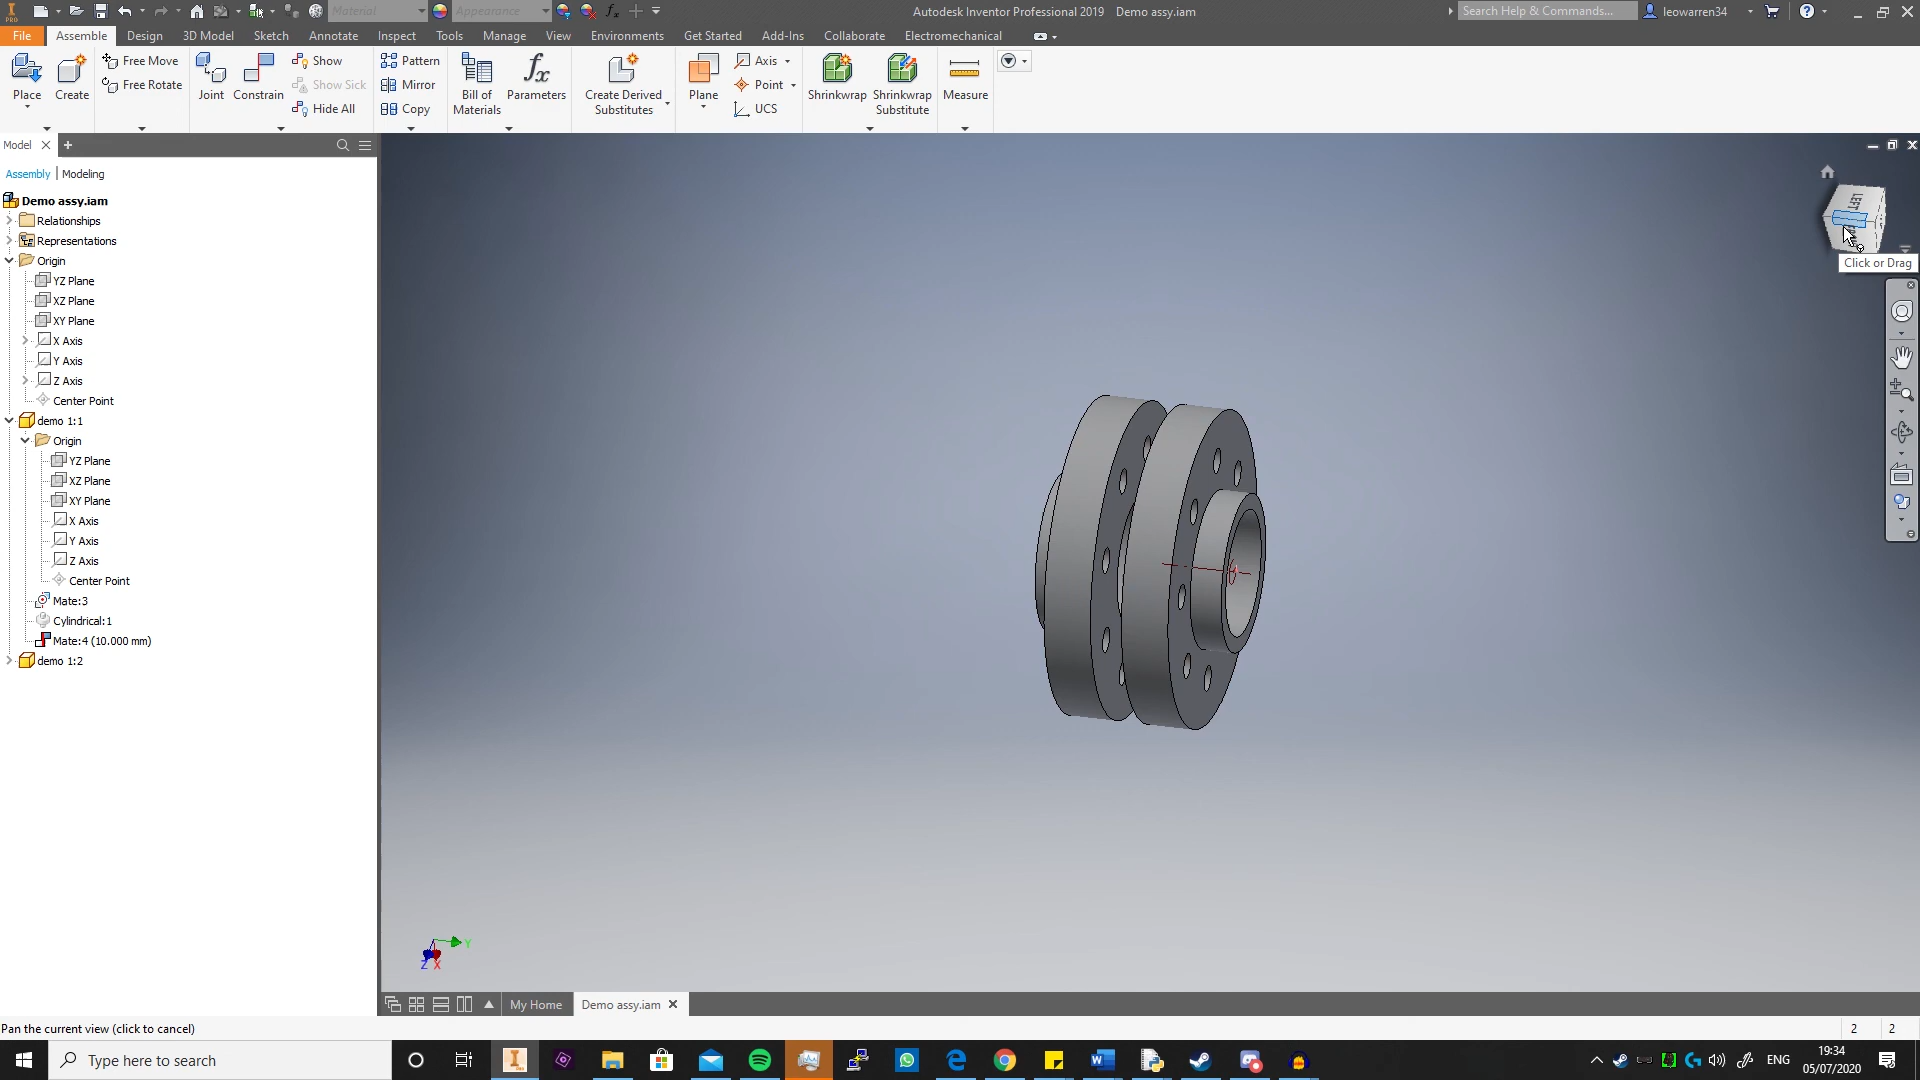 PRO
Material
Appearance
Autodesk Inventor Professional 2019 Demo assy.iam
Search Help & Commands...
leowarren34
File Assemble Design 3D Model Sketch Annotate Inspect Tools Manage View Environments Get Started Add-Ins Collaborate Electromechanical
Place
Create
Free Move
Free Rotate
Joint
Constrain
Show
Show Sick
Hide All
Pattern
Mirror
Copy
Bill of
Materials
fx
Parameters
Create Derived
Substitutes
Plane
Axis
Point
UCS
Shrinkwrap
Shrinkwrap
Substitute
Measure
Model
Assembly | Modeling
Demo assy.iam
Relationships
Representations
Origin
YZ Plane
XZ Plane
XY Plane
X Axis
Y Axis
Z Axis
Center Point
demo 1:1
Origin
YZ Plane
XZ Plane
XY Plane
X Axis
Y Axis
Z Axis
Center Point
Mate:3
Cylindrical:1
Mate:4 (10.000 mm)
demo 1:2
LEFT
Click or Drag
Y
Z X
My Home
Demo assy.iam
Pan the current view (click to cancel)
2 2
Type here to search
ENG
19:34
05/07/2020